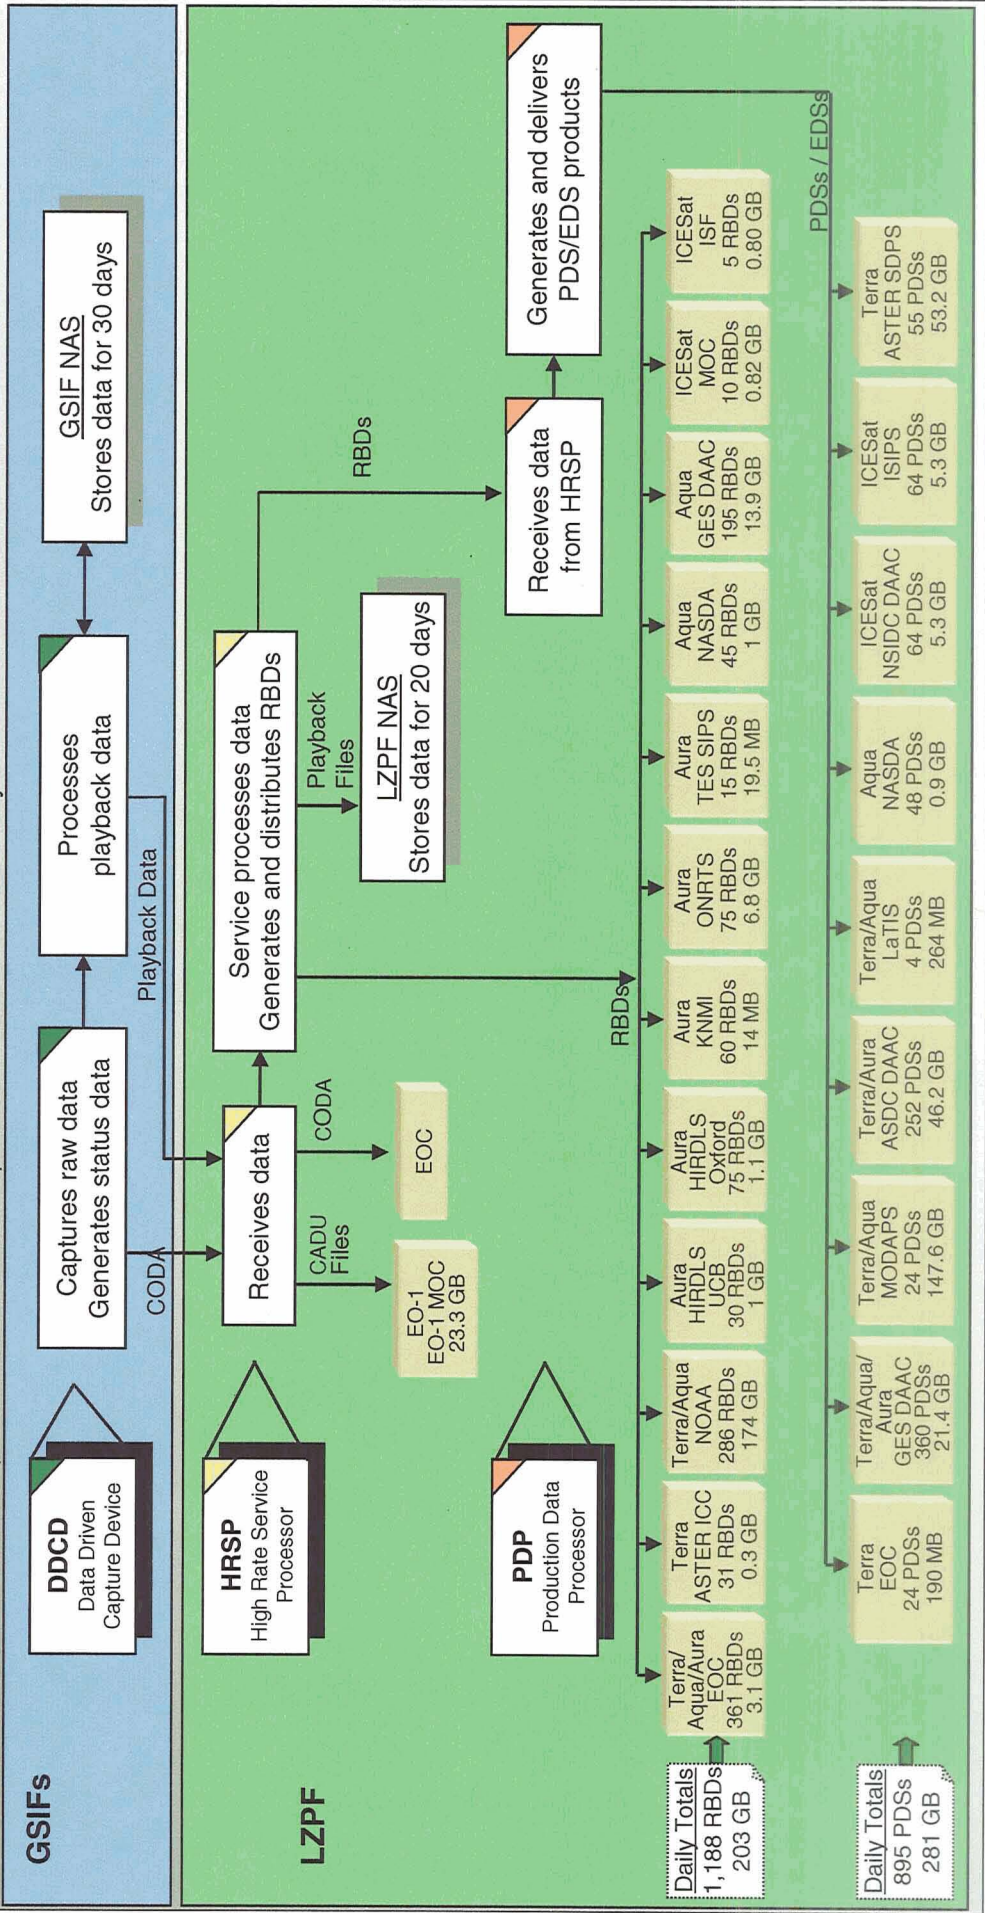 GSIFs
DDCD
Data Driven
Capture Device
Captures raw data
Generates status data
Processes
playback data
GSIF NAS
Stores data for 30 days
CODA
Playback Data
LZPF
HRSP
High Rate Service
Processor
Receives data
Service processes data
Generates and distributes RBDs
CADU
Files
CODA
Playback
Files
RBDs
EO-1
EO-1 MOC
23.3 GB
EOC
LZPF NAS
Stores data for 20 days
PDP
Production Data
Processor
Receives data
from HRSP
Generates and delivers
PDS/EDS products
RBDs
Daily Totals
1,188 RBDs
203 GB
Terra/
Aqua/Aura
EOC
361 RBDs
3.1 GB
Terra
ASTER ICC
31 RBDs
0.3 GB
Terra/Aqua
NOAA
286 RBDs
174 GB
Aura
HIRDLS
UCB
30 RBDs
1 GB
Aura
HIRDLS
Oxford
75 RBDs
1.1 GB
Aura
KNMI
60 RBDs
14 MB
Aura
ONRTS
75 RBDs
6.8 GB
Aura
TES SIPS
15 RBDs
19.5 MB
Aqua
NASDA
45 RBDs
1 GB
Aqua
GES DAAC
195 RBDs
13.9 GB
ICESat
MOC
10 RBDs
0.82 GB
ICESat
ISF
5 RBDs
0.80 GB
PDSs / EDSs
Daily Totals
895 PDSs
281 GB
Terra
EOC
24 PDSs
190 MB
Terra/Aqua/
Aura
GES DAAC
360 PDSs
21.4 GB
Terra/Aqua
MODAPS
24 PDSs
147.6 GB
Terra/Aura
ASDC DAAC
252 PDSs
46.2 GB
Terra/Aqua
LaTIS
4 PDSs
264 MB
Aqua
NASDA
48 PDSs
0.9 GB
ICESat
NSIDC DAAC
64 PDSs
5.3 GB
ICESat
ISIPS
64 PDSs
5.3 GB
Terra
ASTER SDPS
55 PDSs
53.2 GB